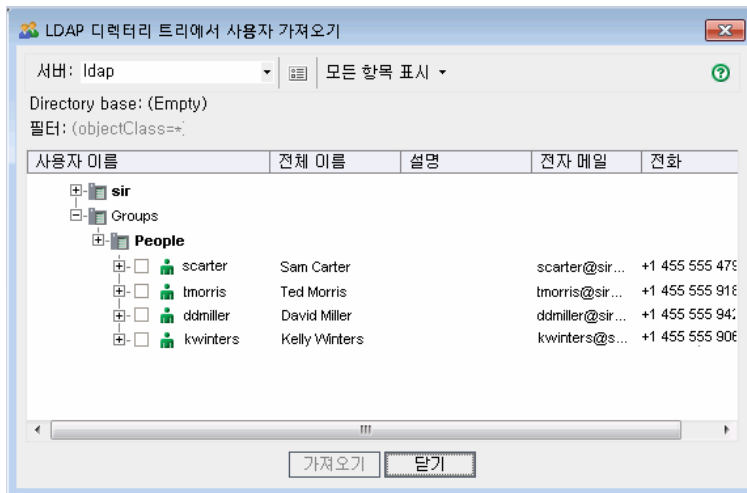 LDAP 디렉터리 트리에서 사용자 가져오기
서버: ldap 모든 항목 표시
Directory base: (Empty)
필터: (objectClass=*)
사용자 이름 전체 이름 설명 전자 메일 전화
sir
Groups
People
scarter Sam Carter scarter@sir... +1 455 555 479
tmorris Ted Morris tmorris@sir... +1 455 555 918
ddmiller David Miller ddmiller@sir... +1 455 555 942
kwinters Kelly Winters kwinters@s... +1 455 555 906
가져오기 닫기